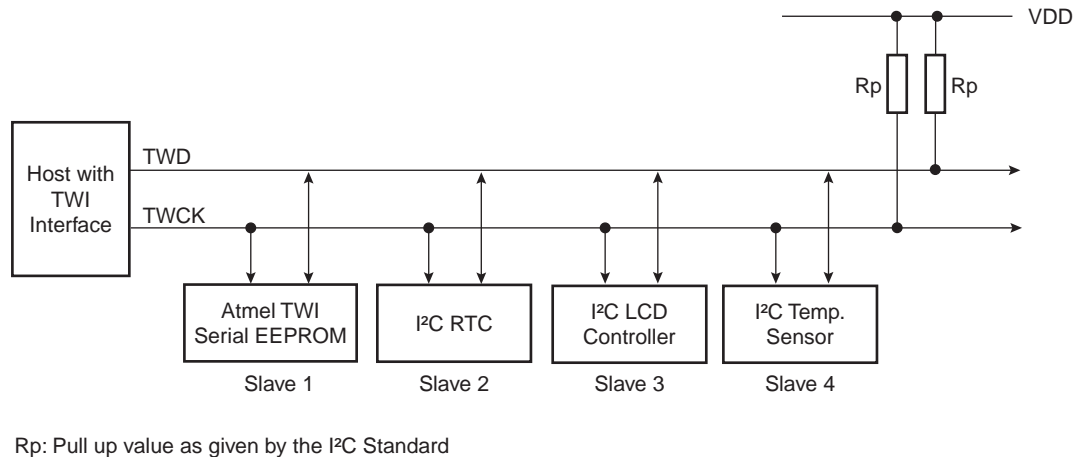 VDD
Rp
Rp
Host with
TWI
Interface
TWD
TWCK
Atmel TWI
Serial EEPROM
Slave 1
I²C RTC
Slave 2
I²C LCD
Controller
Slave 3
I²C Temp.
Sensor
Slave 4
Rp: Pull up value as given by the I²C Standard